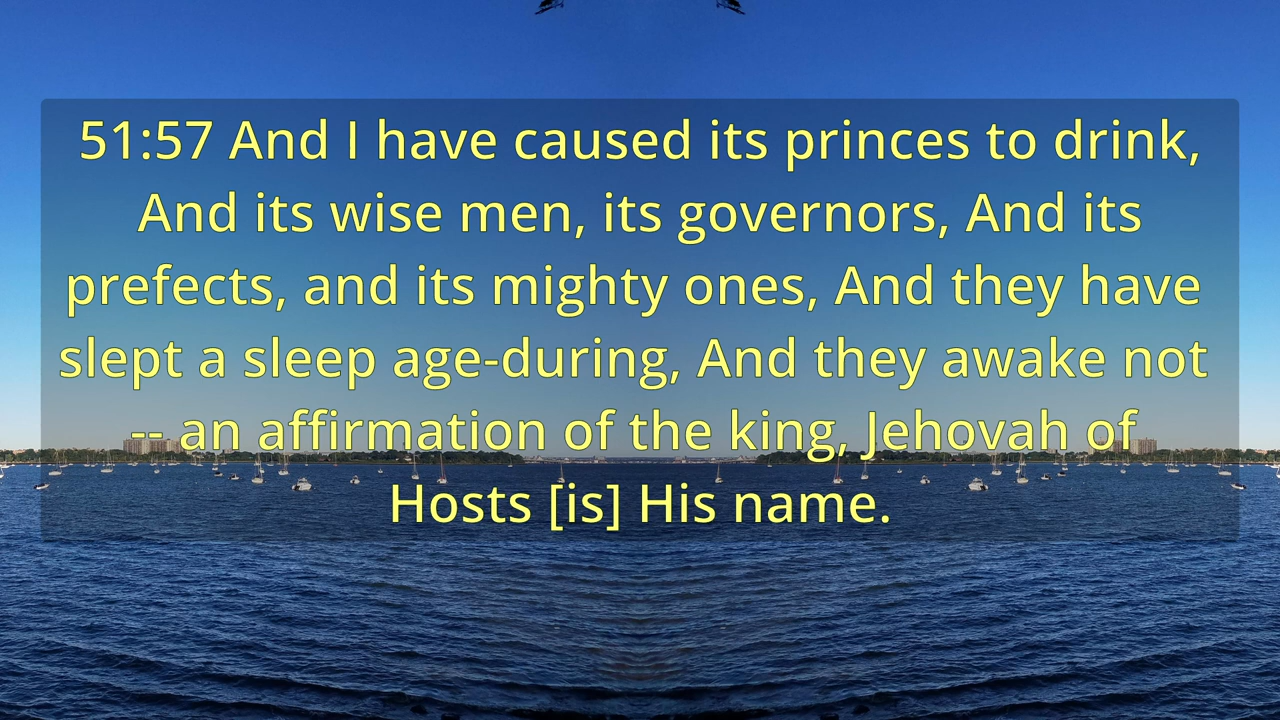 51:57 And I have caused its princes to drink,
And its wise men, its governors, And its
prefects, and its mighty ones, And they have
slept a sleep age-during, And they awake not
-- an affirmation of the king, Jehovah of
Hosts [is] His name.